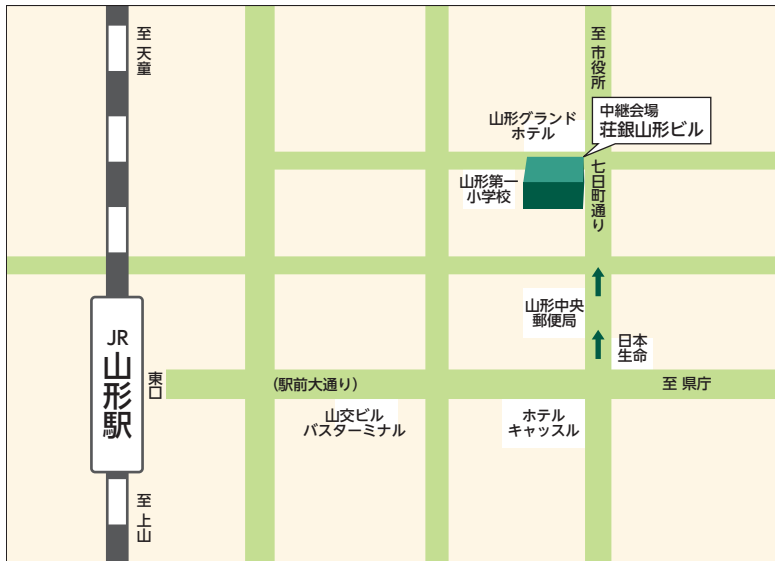 至 天童
至 市役所
中継会場
荘銀山形ビル
山形グランド
ホテル
山形第一
小学校
七日町通り
山形中央
郵便局
日本
生命
JR
山形駅
東口
(駅前大通り)
至 県庁
山交ビル
バスターミナル
ホテル
キャッスル
至 上山